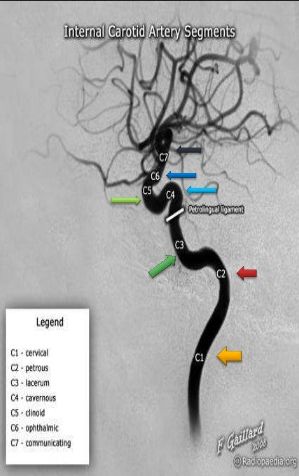 Internal Carotid Artery Segments
C7
C6
C5
C4
Petrolingual ligament
C3
C2
C1
Legend
C1 - cervical
C2 - petrous
C3 - lacerum
C4 - cavernous
C5 - clinoid
C6 - ophthalmic
C7 - communicating
F Gaillard
2008
© Radiopaedia.org